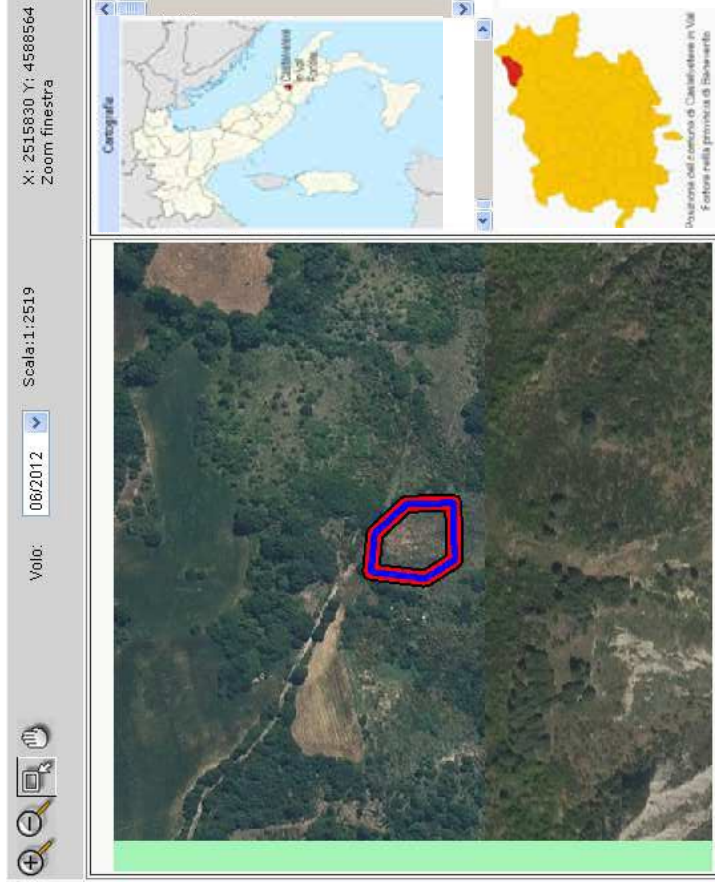 Volo:
06/2012
Scala:1:2519
X: 2515830 Y: 4588564
Zoom finestra
Cartografia
Castelvetere
in Val
Fortore
Posizione del comune di Castelvetere in Val
Fortore nella provincia di Benevento